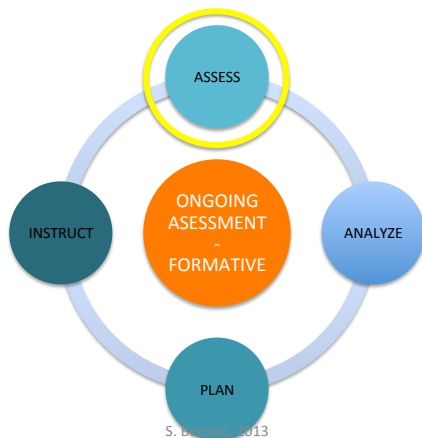 ASSESS
ONGOING
ASESSMENT
-
FORMATIVE
INSTRUCT
ANALYZE
PLAN
S. Benson, 2013